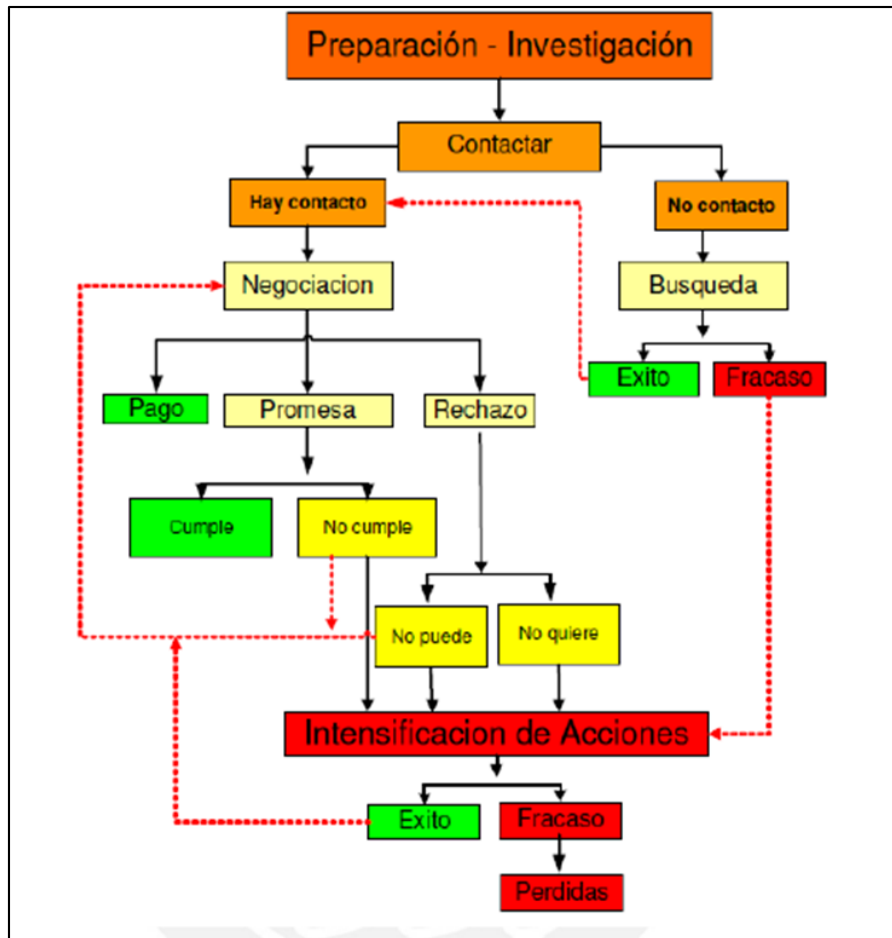 Preparación - Investigación
Contactar
Hay contacto
No contacto
Negociacion
Busqueda
Exito
Fracaso
Pago
Promesa
Rechazo
Cumple
No cumple
No puede
No quiere
Intensificacion de Acciones
Exito
Fracaso
Perdidas